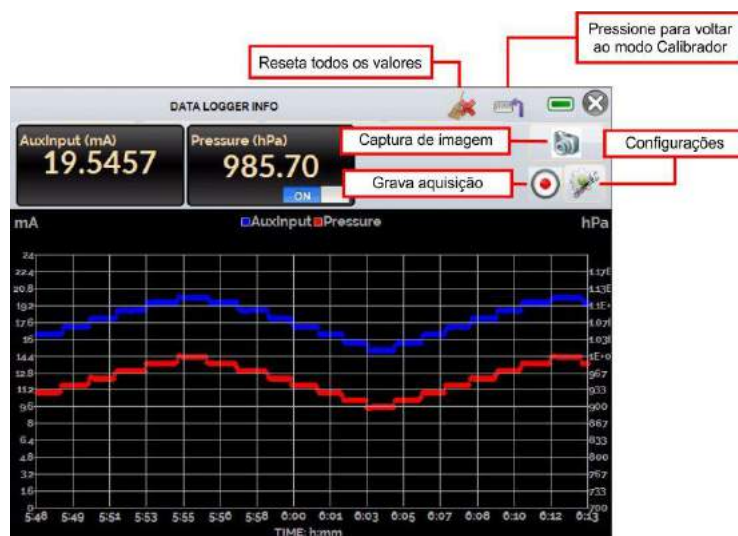 Pressione para voltar
ao modo Calibrador
Reseta todos os valores
DATA LOGGER INFO
AuxInput (mA)
19.5457
Pressure (hPa)
985.70
ON
Captura de imagem
Configurações
Grava aquisição
mA
AuxInput Pressure
hPa
24
22.4
20.8
19.2
17.6
16
14.4
12.8
11.2
9.6
8
6.4
4.8
3.2
1.6
0
1E+0
967
933
900
867
833
800
767
733
700
5:48 5:49 5:51 5:53 5:55 5:56 5:58 6:00 6:01 6:03 6:05 6:07 6:08 6:10 6:12 6:13
TIME: h:mm